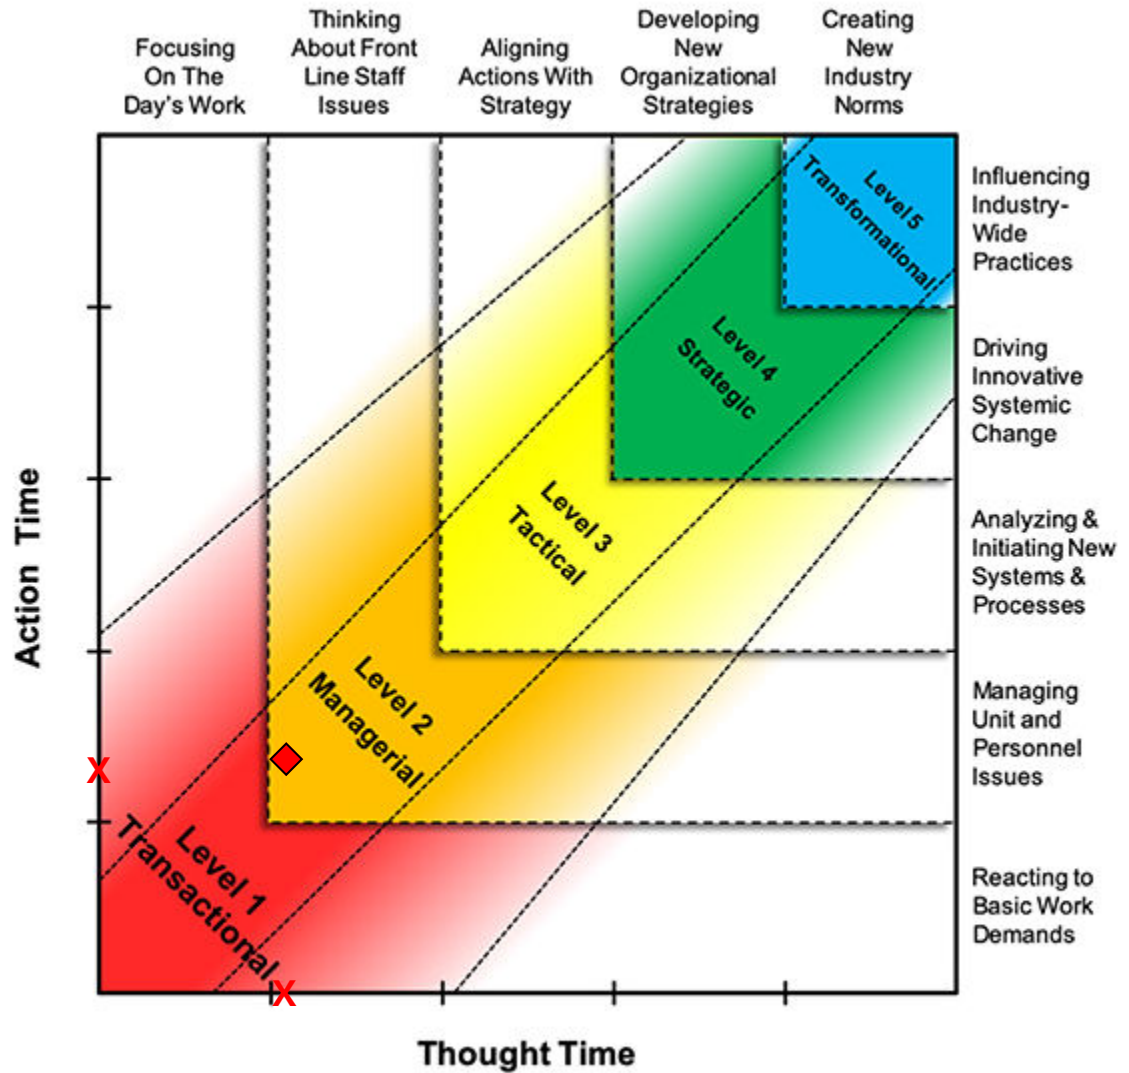 Focusing
On The
Day's Work
Thinking
About Front
Line Staff
Issues
Aligning
Actions With
Strategy
Developing
New
Organizational
Strategies
Creating
New
Industry
Norms
Level 5
Transformational
Influencing
Industry-
Wide
Practices
Level 4
Strategic
Driving
Innovative
Systemic
Change
Level 3
Tactical
Analyzing &
Initiating New
Systems &
Processes
Level 2
Managerial
Managing
Unit and
Personnel
Issues
Level 1
Transactional
Reacting to
Basic Work
Demands
Action Time
X
X
Thought Time